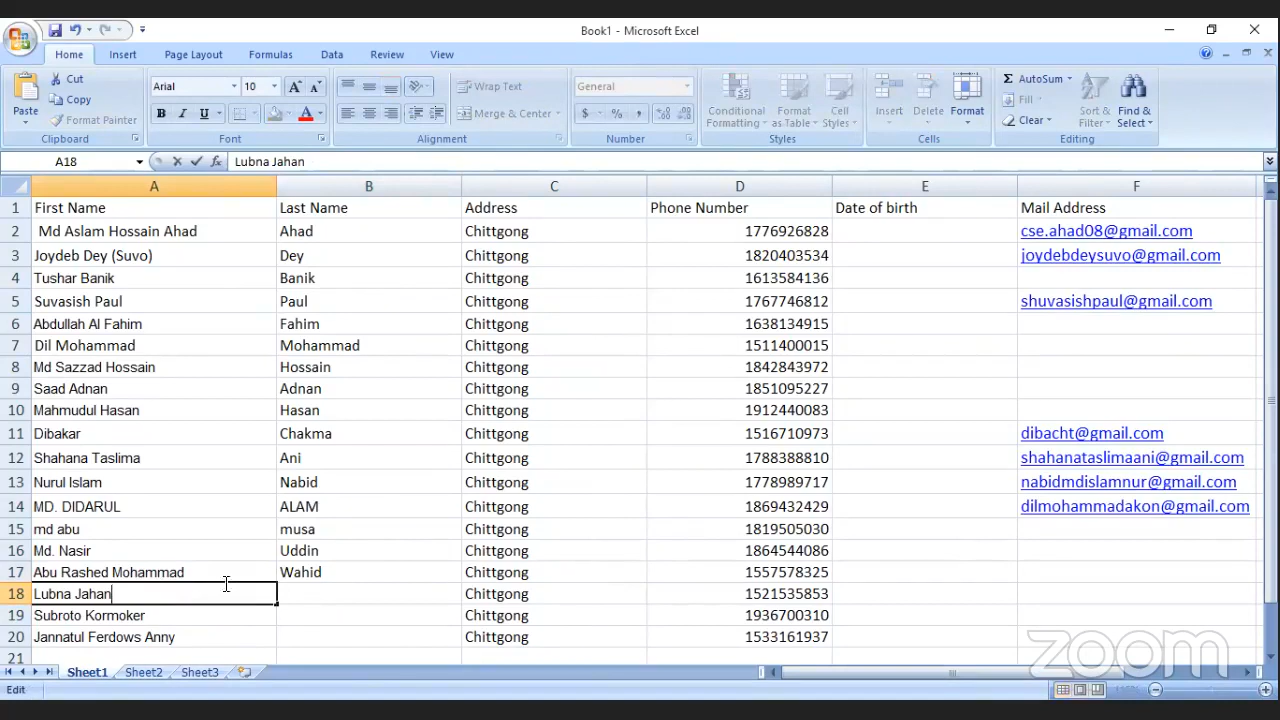 Book1 - Microsoft Excel
Home Insert Page Layout Formulas Data Review View
Cut Arial 10 Wrap Text General AutoSum
Paste Copy Conditional Formatting Format as Table Cell Styles Insert Delete Format Fill Sort & Filter Find & Select
Format Painter B I U Merge & Center $ % , Clear
Clipboard Font Alignment Number Styles Cells Editing
A18 fx Lubna Jahan
A B C D E F
1 First Name Last Name Address Phone Number Date of birth Mail Address
2 Md Aslam Hossain Ahad Ahad Chittgong 1776926828 cse.ahad08@gmail.com
3 Joydeb Dey (Suvo) Dey Chittgong 1820403534 joydebdeysuvo@gmail.com
4 Tushar Banik Banik Chittgong 1613584136
5 Suvasish Paul Paul Chittgong 1767746812 shuvasishpaul@gmail.com
6 Abdullah Al Fahim Fahim Chittgong 1638134915
7 Dil Mohammad Mohammad Chittgong 1511400015
8 Md Sazzad Hossain Hossain Chittgong 1842843972
9 Saad Adnan Adnan Chittgong 1851095227
10 Mahmudul Hasan Hasan Chittgong 1912440083
11 Dibakar Chakma Chittgong 1516710973 dibacht@gmail.com
12 Shahana Taslima Ani Chittgong 1788388810 shahanataslimaani@gmail.com
13 Nurul Islam Nabid Chittgong 1778989717 nabidmdislamnur@gmail.com
14 MD. DIDARUL ALAM Chittgong 1869432429 dilmohammadakon@gmail.com
15 md abu musa Chittgong 1819505030
16 Md. Nasir Uddin Chittgong 1864544086
17 Abu Rashed Mohammad Wahid Chittgong 1557578325
18 Lubna Jahan Chittgong 1521535853
19 Subroto Kormoker Chittgong 1936700310
20 Jannatul Ferdows Anny Chittgong 1533161937
21
zoom
Sheet1 Sheet2 Sheet3
Edit